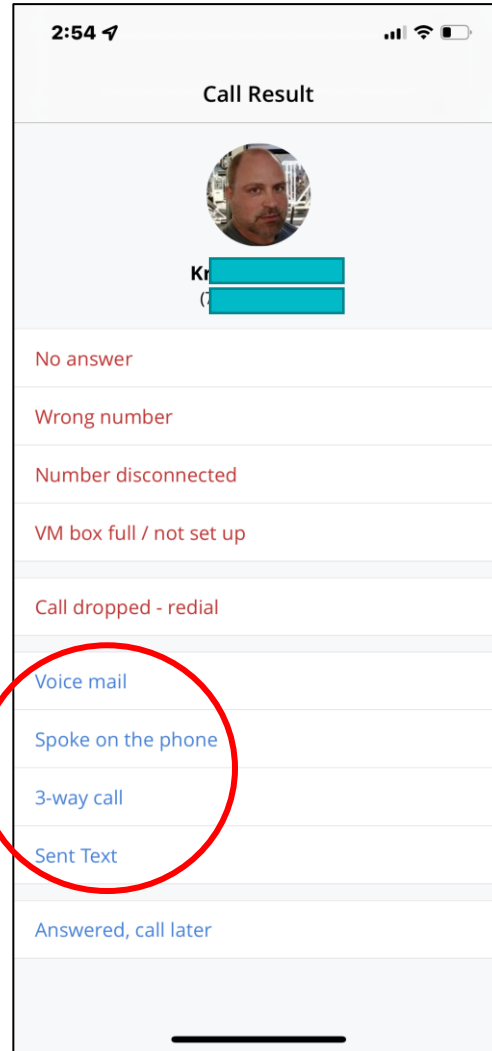 2:54
Call Result
Kr
(7
No answer
Wrong number
Number disconnected
VM box full / not set up
Call dropped - redial
Voice mail
Spoke on the phone
3-way call
Sent Text
Answered, call later